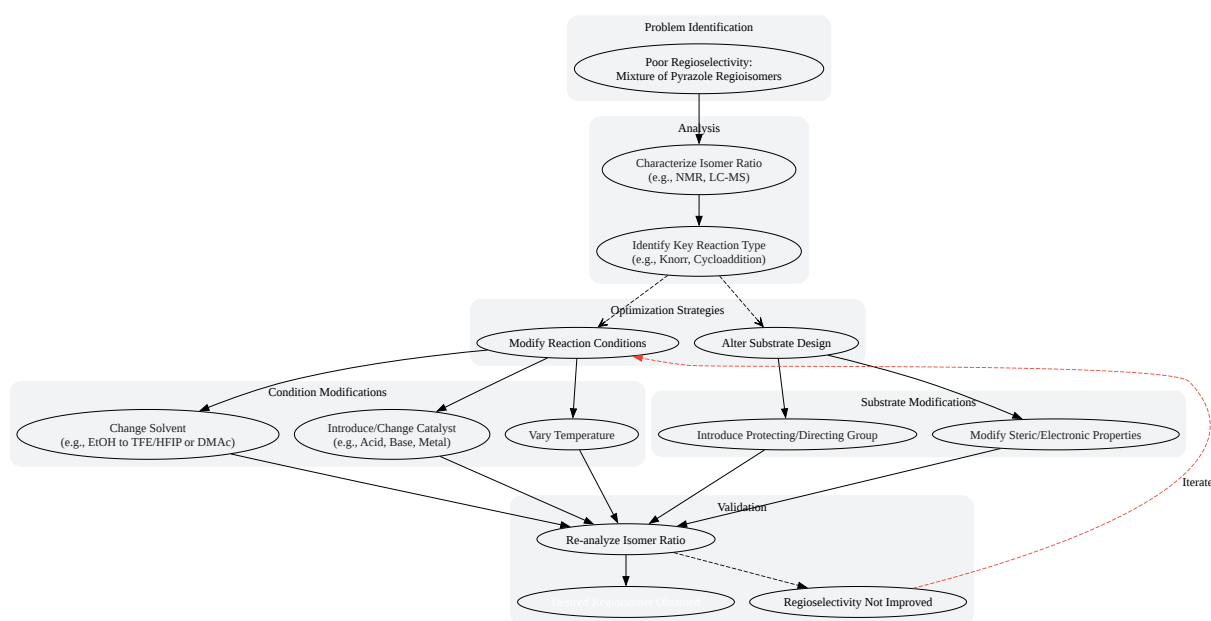 Problem Identification
Poor Regioselectivity:
Mixture of Pyrazole Regioisomers
Analysis
Characterize Isomer Ratio
(e.g., NMR, LC-MS)
Identify Key Reaction Type
(e.g., Knorr, Cycloaddition)
Optimization Strategies
Modify Reaction Conditions
Alter Substrate Design
Condition Modifications
Change Solvent
(e.g., EtOH to TFE/HFIP or DMAc)
Introduce/Change Catalyst
(e.g., Acid, Base, Metal)
Vary Temperature
Substrate Modifications
Introduce Protecting/Directing Group
Modify Steric/Electronic Properties
Iterate
Validation
Re-analyze Isomer Ratio
Desired Regioisomer Obtained
Regioselectivity Not Improved